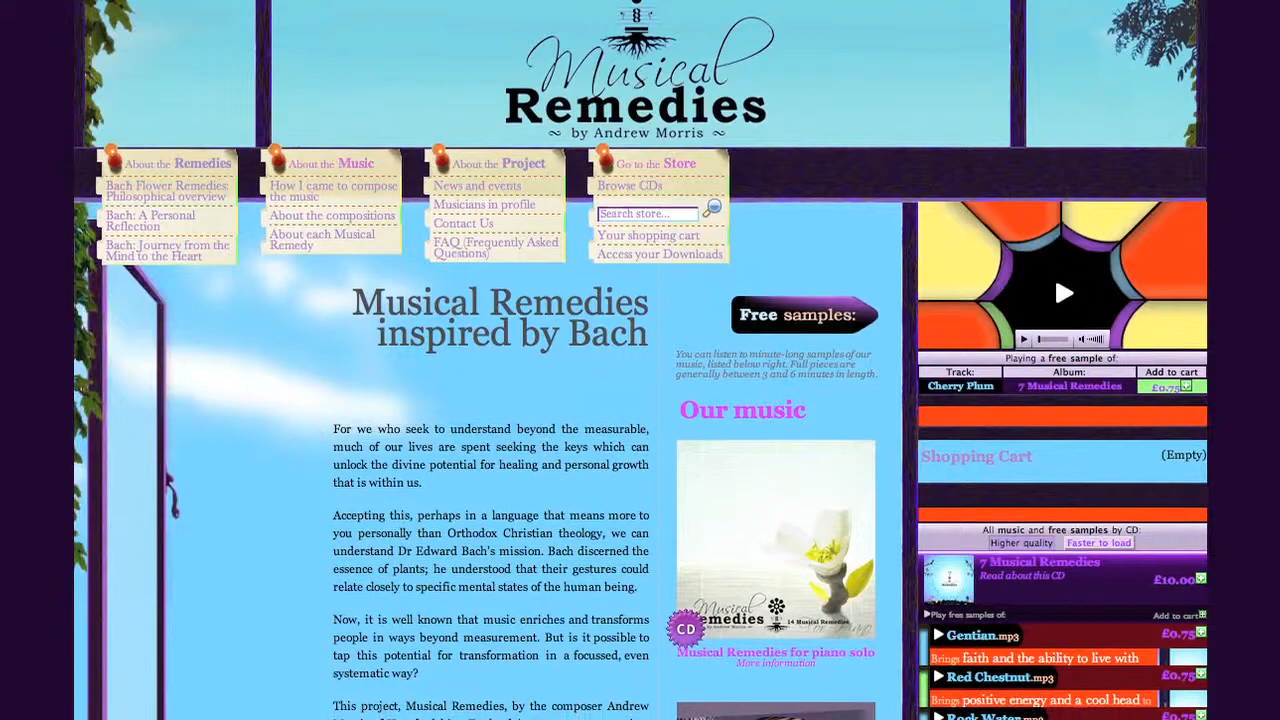 Musical
Remedies
~ by Andrew Morris ~
About the Remedies
Bach Flower Remedies:
Philosophical overview
Bach: A Personal
Reflection
Bach: Journey from the
Mind to the Heart
About the Music
How I came to compose
the music
About the compositions
About each Musical
Remedy
About the Project
News and events
Musicians in profile
Contact Us
FAQ (Frequently Asked
Questions)
Go to the Store
Browse CDs
Search store...
Your shopping cart
Access your Downloads
Musical Remedies
inspired by Bach
For we who seek to understand beyond the measurable,
much of our lives are spent seeking the keys which can
unlock the divine potential for healing and personal growth
that is within us.
Accepting this, perhaps in a language that means more to
you personally than Orthodox Christian theology, we can
understand Dr Edward Bach's mission. Bach discerned the
essence of plants; he understood that their gestures could
relate closely to specific mental states of the human being.
Now, it is well known that music enriches and transforms
people in ways beyond measurement. But is it possible to
tap this potential for transformation in a focussed, even
systematic way?
This project, Musical Remedies, by the composer Andrew
Free samples:
You can listen to minute-long samples of our
music, listed below right. Full pieces are
generally between 3 and 6 minutes in length.
Our music
Musical
Remedies
by Andrew Morris
14 Musical Remedies
for Piano
CD
Musical Remedies for piano solo
More information
Playing a free sample of:
Track: Album: Add to cart
Cherry Plum 7 Musical Remedies £0.75
Shopping Cart (Empty)
All music and free samples by CD:
Higher quality Faster to load
7 Musical Remedies
Read about this CD
£10.00
Play free samples of: Add to cart
Gentian.mp3 £0.75
Brings faith and the ability to live with
Red Chestnut.mp3 £0.75
Brings positive energy and a cool head to
Rock Water.mp3 £0.75